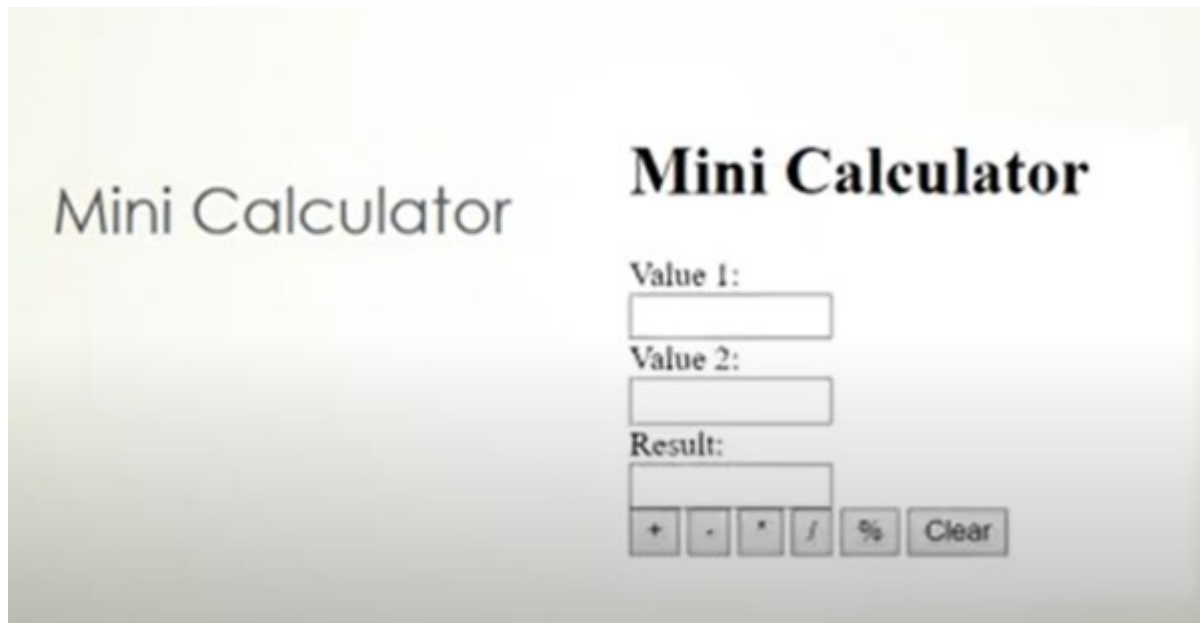 Mini Calculator
Mini Calculator
Value 1:
Value 2:
Result:
+ - * / % Clear